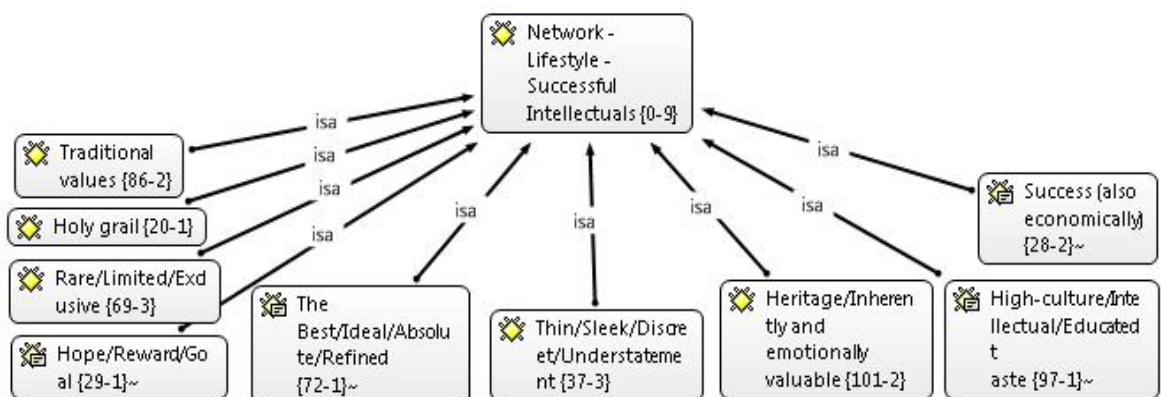 Network -
Lifestyle -
Successful
Intellectuals {0-9}
isa
isa
isa
isa
isa
isa
isa
isa
isa
Traditional
values {86-2}
Holy grail {20-1}
Rare/Limited/Excl
usive {69-3}
Hope/Reward/Go
al {29-1}~
The
Best/Ideal/Absolu
te/Refined
{72-1}~
Thin/Sleek/Discre
et/Understateme
nt {37-3}
Heritage/Inheren
tly and
emotionally
valuable {101-2}
High-culture/Inte
llectual/Educated
t
aste {97-1}~
Success (also
economically)
{28-2}~